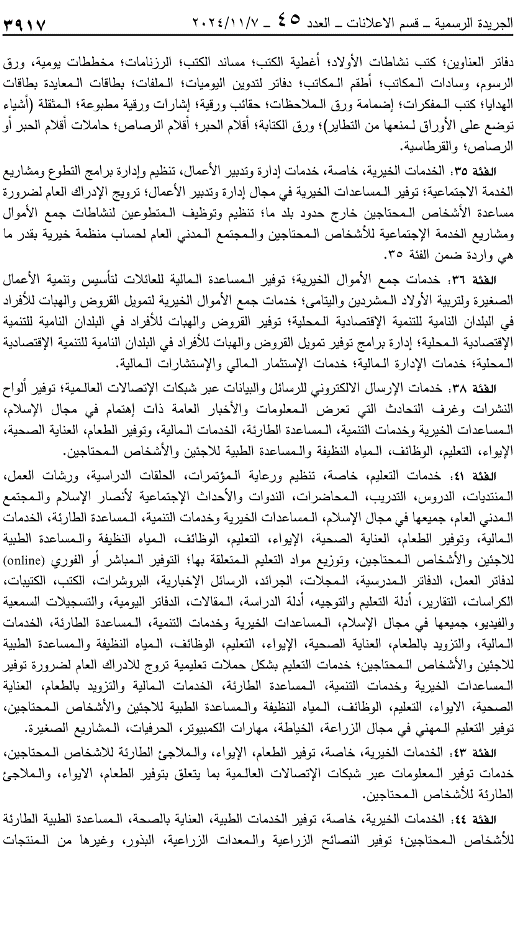 الجريدة الرسمية ــ قسم الاعلانات ــ العدد ٤٥ ــ ٢٠٢٤/١١/٧ ٣٩١٧
دفاتر العناوين؛ كتب نشاطات الأولاد؛ أغطية الكتب؛ مساند الكتب؛ الرزنامات؛ مخططات يومية، ورق
الرسوم، وسادات المكاتب؛ أطقم المكاتب؛ دفاتر لتدوين اليوميات؛ الملفات؛ بطاقات المعايدة بطاقات
الهدايا؛ كتب المفكرات؛ إضمامة ورق الملاحظات؛ حقائب ورقية؛ إشارات ورقية مطبوعة؛ المثقلة (أشياء
توضع على الأوراق لمنعها من التطاير)؛ ورق الكتابة؛ أقلام الحبر؛ أقلام الرصاص؛ حاملات أقلام الحبر أو
الرصاص؛ والقرطاسية.
الفئة ٣٥: الخدمات الخيرية، خاصة، خدمات إدارة وتدبير الأعمال، تنظيم وإدارة برامج التطوع ومشاريع
الخدمة الاجتماعية؛ توفير المساعدات الخيرية في مجال إدارة وتدبير الأعمال؛ ترويج الإدراك العام لضرورة
مساعدة الأشخاص المحتاجين خارج حدود بلد ما؛ تنظيم وتوظيف المتطوعين لنشاطات جمع الأموال
ومشاريع الخدمة الإجتماعية للأشخاص المحتاجين والمجتمع المدني العام لحساب منظمة خيرية بقدر ما
هي واردة ضمن الفئة ٣٥.
الفئة ٣٦: خدمات جمع الأموال الخيرية؛ توفير المساعدة المالية للعائلات لتأسيس وتنمية الأعمال
الصغيرة ولتربية الأولاد المشردين واليتامى؛ خدمات جمع الأموال الخيرية لتمويل القروض والهبات للأفراد
في البلدان النامية للتنمية الإقتصادية المحلية؛ توفير القروض والهبات للأفراد في البلدان النامية للتنمية
الإقتصادية المحلية؛ إدارة برامج توفير تمويل القروض والهبات للأفراد في البلدان النامية للتنمية الإقتصادية
المحلية؛ خدمات الإدارة المالية؛ خدمات الإستثمار المالي والإستشارات المالية.
الفئة ٣٨: خدمات الإرسال الالكتروني للرسائل والبيانات عبر شبكات الإتصالات العالمية؛ توفير ألواح
النشرات وغرف التحادث التي تعرض المعلومات والأخبار العامة ذات إهتمام في مجال الإسلام،
المساعدات الخيرية وخدمات التنمية، المساعدة الطارئة، الخدمات المالية، وتوفير الطعام، العناية الصحية،
الإيواء، التعليم، الوظائف، المياه النظيفة والمساعدة الطبية للاجئين والأشخاص المحتاجين.
الفئة ٤١: خدمات التعليم، خاصة، تنظيم ورعاية المؤتمرات، الحلقات الدراسية، ورشات العمل،
المنتديات، الدروس، التدريب، المحاضرات، الندوات والأحداث الإجتماعية لأنصار الإسلام والمجتمع
المدني العام، جميعها في مجال الإسلام، المساعدات الخيرية وخدمات التنمية، المساعدة الطارئة، الخدمات
المالية، وتوفير الطعام، العناية الصحية، الإيواء، التعليم، الوظائف، المياه النظيفة والمساعدة الطبية
للاجئين والاشخاص المحتاجين، وتوزيع مواد التعليم المتعلقة بها؛ التوفير المباشر أو الفوري (online)
لدفاتر العمل، الدفاتر المدرسية، المجلات، الجرائد، الرسائل الإخبارية، البروشرات، الكتب، الكتيبات،
الكراسات، التقارير، أدلة التعليم والتوجيه، أدلة الدراسة، المقالات، الدفاتر اليومية، والتسجيلات السمعية
والفيديو، جميعها في مجال الإسلام، المساعدات الخيرية وخدمات التنمية، المساعدة الطارئة، الخدمات
المالية، والتزويد بالطعام، العناية الصحية، الإيواء، التعليم، الوظائف، المياه النظيفة والمساعدة الطبية
للاجئين والاشخاص المحتاجين؛ خدمات التعليم بشكل حملات تعليمية تروج للادراك العام لضرورة توفير
المساعدات الخيرية وخدمات التنمية، المساعدة الطارئة، الخدمات المالية والتزويد بالطعام، العناية
الصحية، الايواء، التعليم، الوظائف، المياه النظيفة والمساعدة الطبية للاجئين والأشخاص المحتاجين،
توفير التعليم المهني في مجال الزراعة، الخياطة، مهارات الكمبيوتر، الحرفيات، المشاريع الصغيرة.
الفئة ٤٣: الخدمات الخيرية، خاصة، توفير الطعام، الإيواء، والملاجئ الطارئة للاشخاص المحتاجين،
خدمات توفير المعلومات عبر شبكات الإتصالات العالمية بما يتعلق بتوفير الطعام، الايواء، والملاجئ
الطارئة للأشخاص المحتاجين.
الفئة ٤٤: الخدمات الخيرية، خاصة، توفير الخدمات الطبية، العناية بالصحة، المساعدة الطبية الطارئة
للأشخاص المحتاجين؛ توفير النصائح الزراعية والمعدات الزراعية، البذور، وغيرها من المنتجات